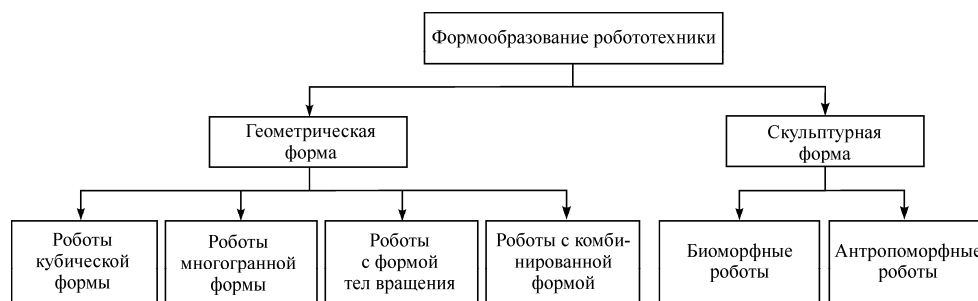 Формообразование робототехники
Геометрическая
форма
Скульптурная
форма
Роботы
кубической
формы
Роботы
многогранной
формы
Роботы
с формой
тел вращения
Роботы с комби-
нированной
формой
Биоморфные
роботы
Антропоморфные
роботы